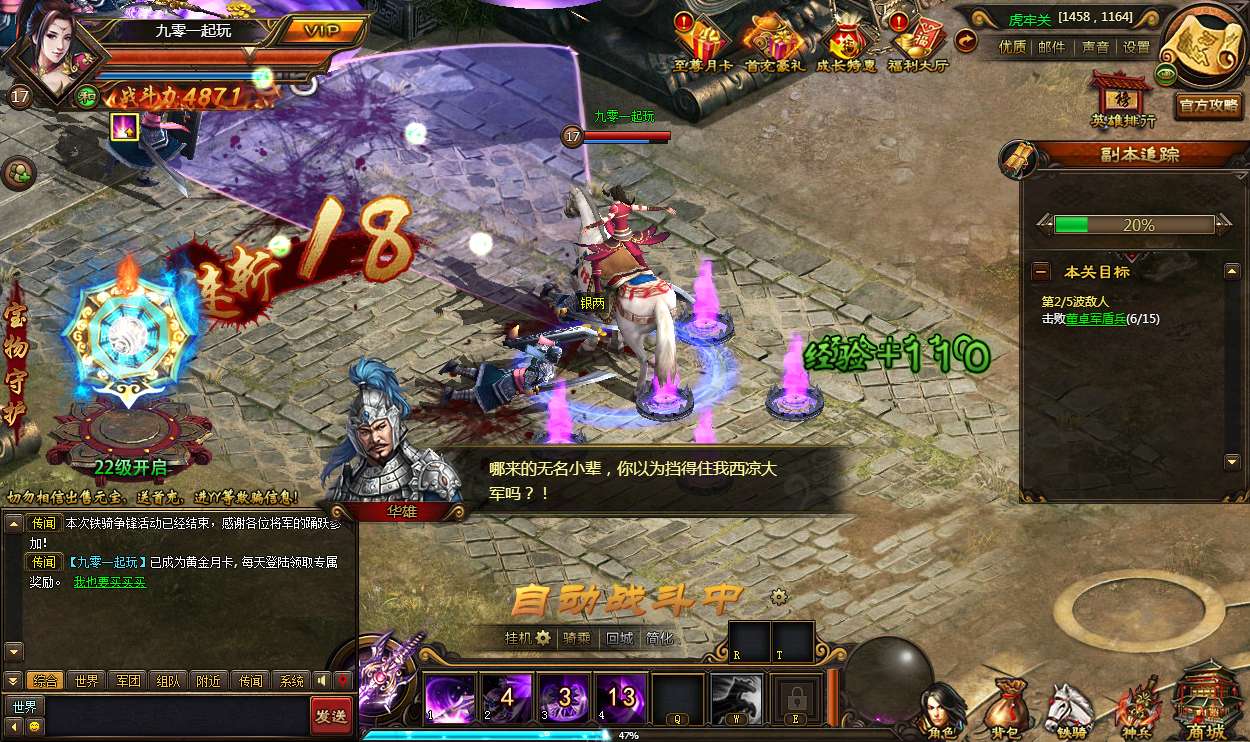 九零一起玩
VIP
17
和
战斗力4871
至尊月卡
首充豪礼
成长特惠
福利大厅
虎牢关 [1458 , 1164]
优质 邮件 声音 设置
英雄排行
官方攻略
九零一起玩
17
副本追踪
20%
本关目标
第2/5波敌人
击败董卓军盾兵(6/15)
18
连斩
银两
经验+110
宝物守护
22级开启
切勿相信出售元宝、送首充、进YY等欺骗信息!
哪来的无名小辈，你以为挡得住我西凉大
军吗？！
华雄
传闻 本次铁骑争锋活动已经结束，感谢各位将军的踊跃参
加!
传闻 【九零一起玩】已成为黄金月卡,每天登陆领取专属
奖励。 我也要买买买
自动战斗中
挂机 骑乘 回城 简化
R T
综合 世界 军团 组队 附近 传闻 系统
世界
发送
1 2 4 3 3 4 13 Q W E
47%
角色 背包 铁骑 神兵 商城